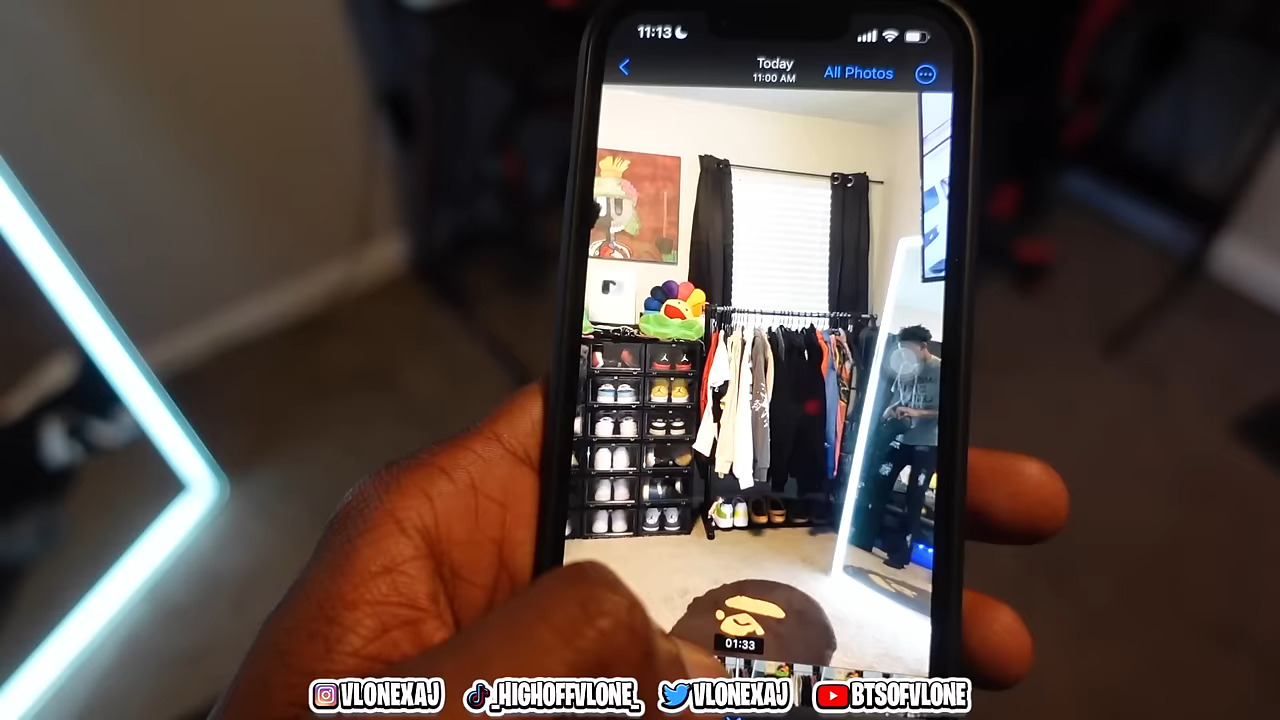 11:13
Today
11:00 AM
All Photos
01:33
VLONEXAJ
_HIGHOFFVLONE_
VLONEXAJ
BTSOFVLONE